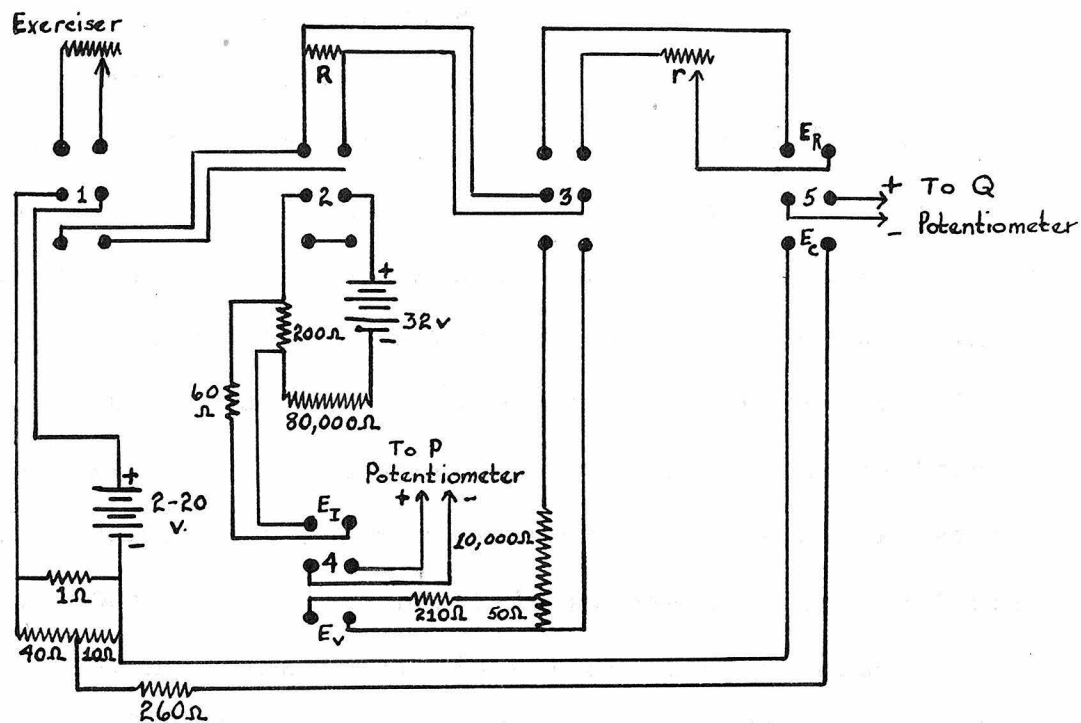 Exerciser
R
r
E_R
1
2
3
5
+ To Q
- Potentiometer
E_C
+
32v
-
200Ω
60
Ω
80,000Ω
To P
Potentiometer
+ -
+
2-20
v.
-
E_I
10,000Ω
4
1Ω
210Ω
50Ω
E_V
40Ω
10Ω
260Ω